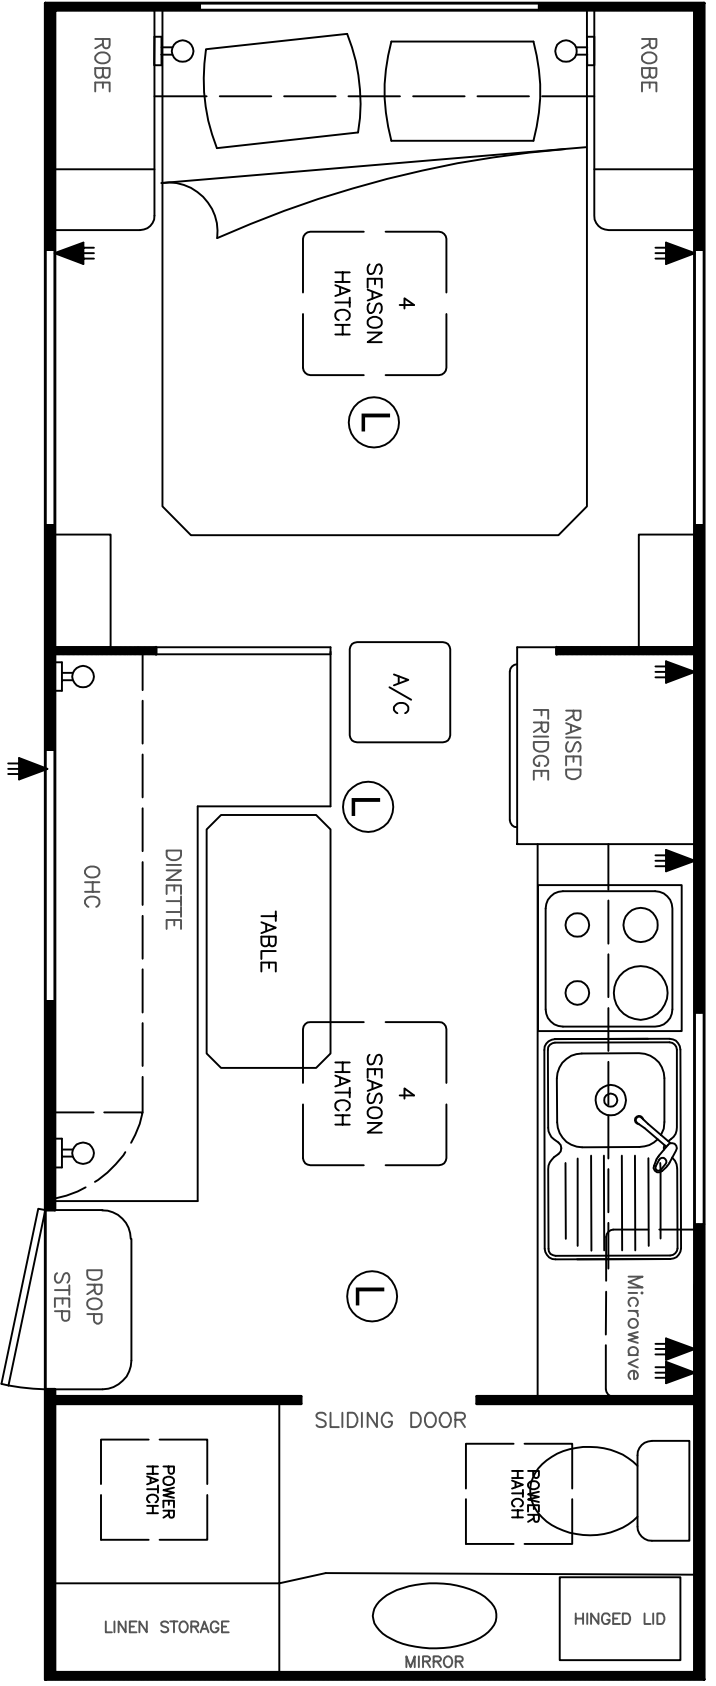 ROBE
ROBE
4
SEASON
HATCH
L
A/C
RAISED
FRIDGE
L
DINETTE
OHC
TABLE
4
SEASON
HATCH
DROP
STEP
L
Microwave
SLIDING DOOR
POWER
HATCH
POWER
HATCH
LINEN STORAGE
HINGED LID
MIRROR